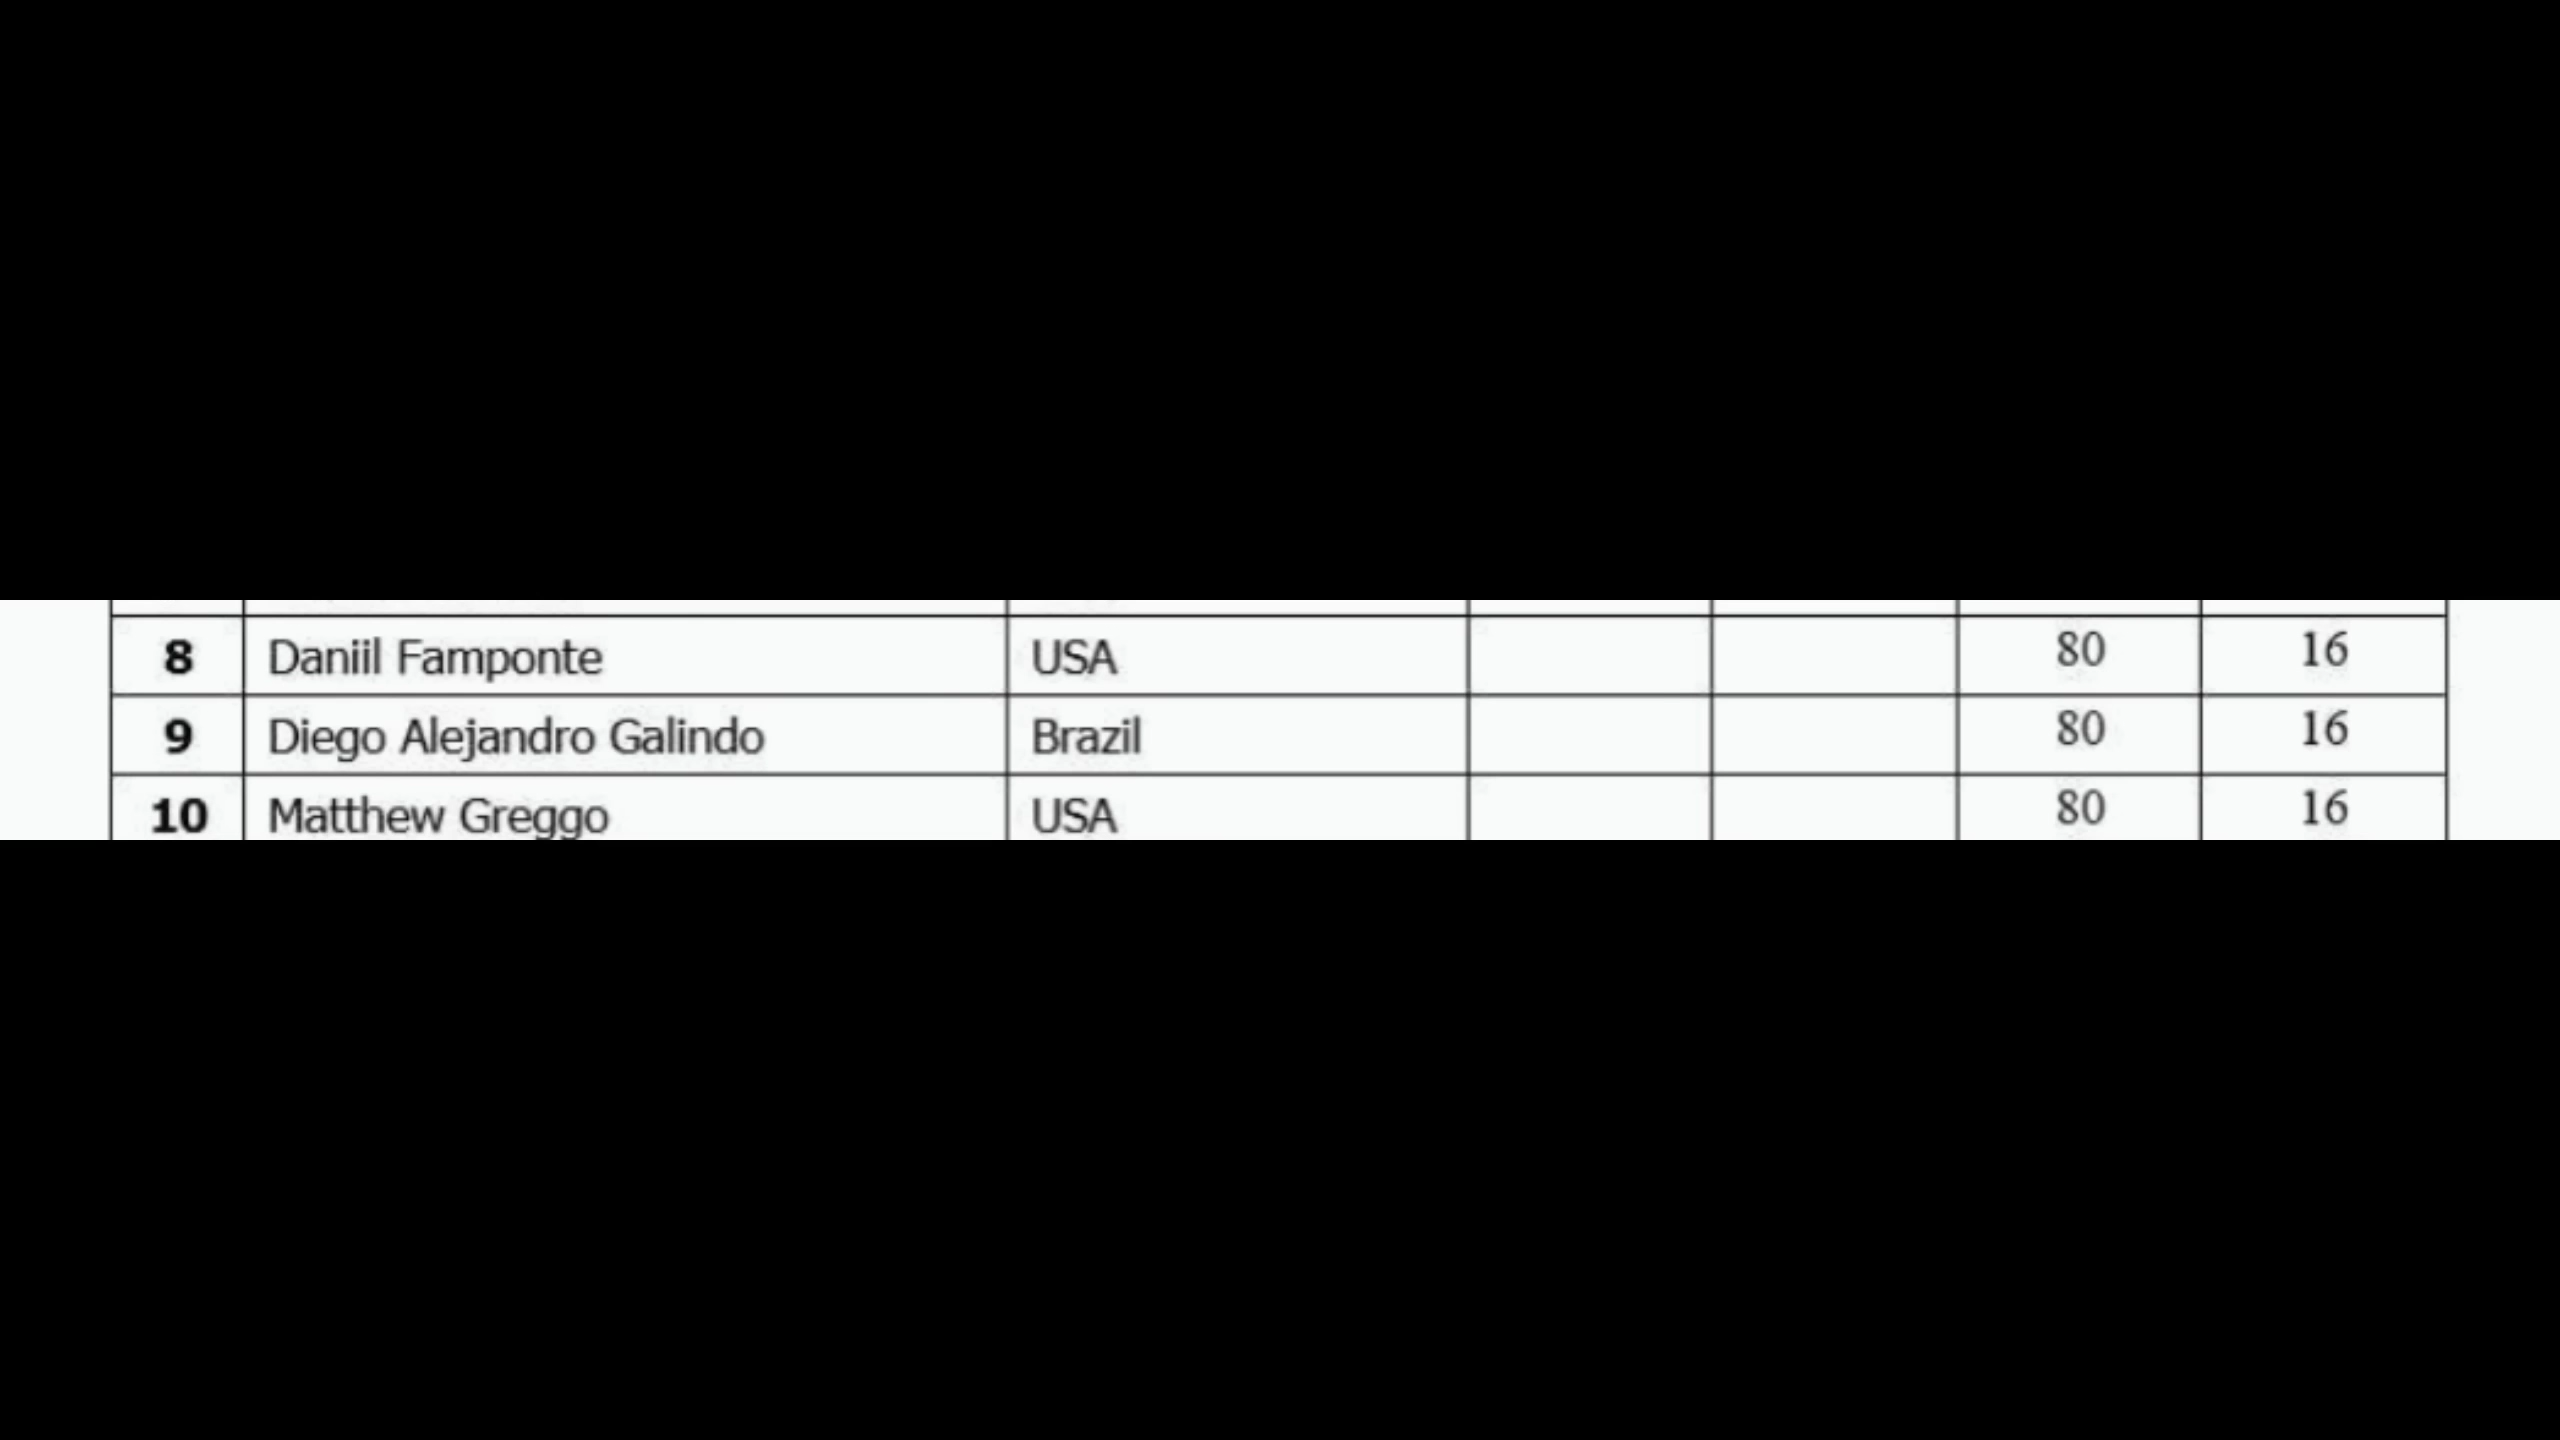 8 Daniil Famponte USA 80 16
9 Diego Alejandro Galindo Brazil 80 16
10 Matthew Greggo USA 80 16